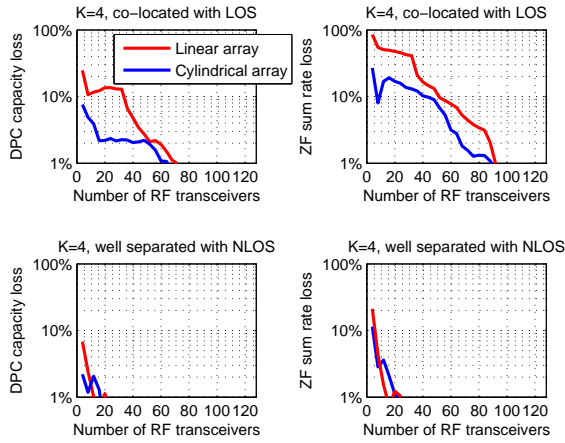 K=4, co−located with LOS
DPC capacity loss
100%
10%
1%
0 20 40 60 80 100 120
Number of RF transceivers
Linear array
Cylindrical array
K=4, co−located with LOS
ZF sum rate loss
100%
10%
1%
0 20 40 60 80 100 120
Number of RF transceivers
K=4, well separated with NLOS
DPC capacity loss
100%
10%
1%
0 20 40 60 80 100 120
Number of RF transceivers
K=4, well separated with NLOS
ZF sum rate loss
100%
10%
1%
0 20 40 60 80 100 120
Number of RF transceivers